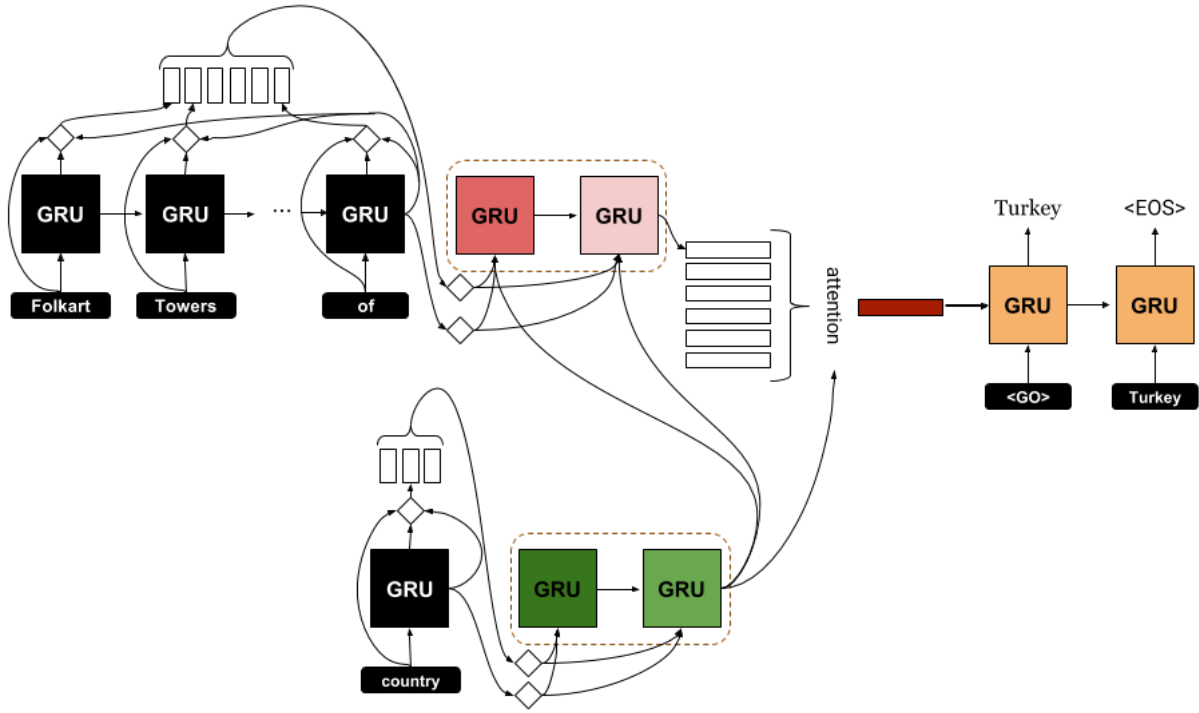 GRU
GRU
...
GRU
Folkart
Towers
of
GRU
GRU
attention
Turkey
<EOS>
GRU
GRU
<GO>
Turkey
GRU
country
GRU
GRU